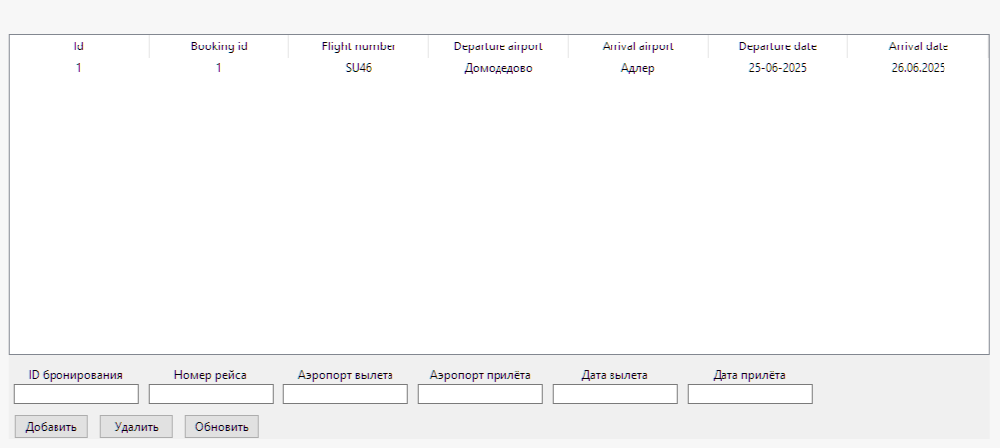 Id Booking id Flight number Departure airport Arrival airport Departure date Arrival date
1 1 SU46 Домодедово Адлер 25-06-2025 26.06.2025
ID бронирования Номер рейса Аэропорт вылета Аэропорт прилёта Дата вылета Дата прилёта
Добавить Удалить Обновить